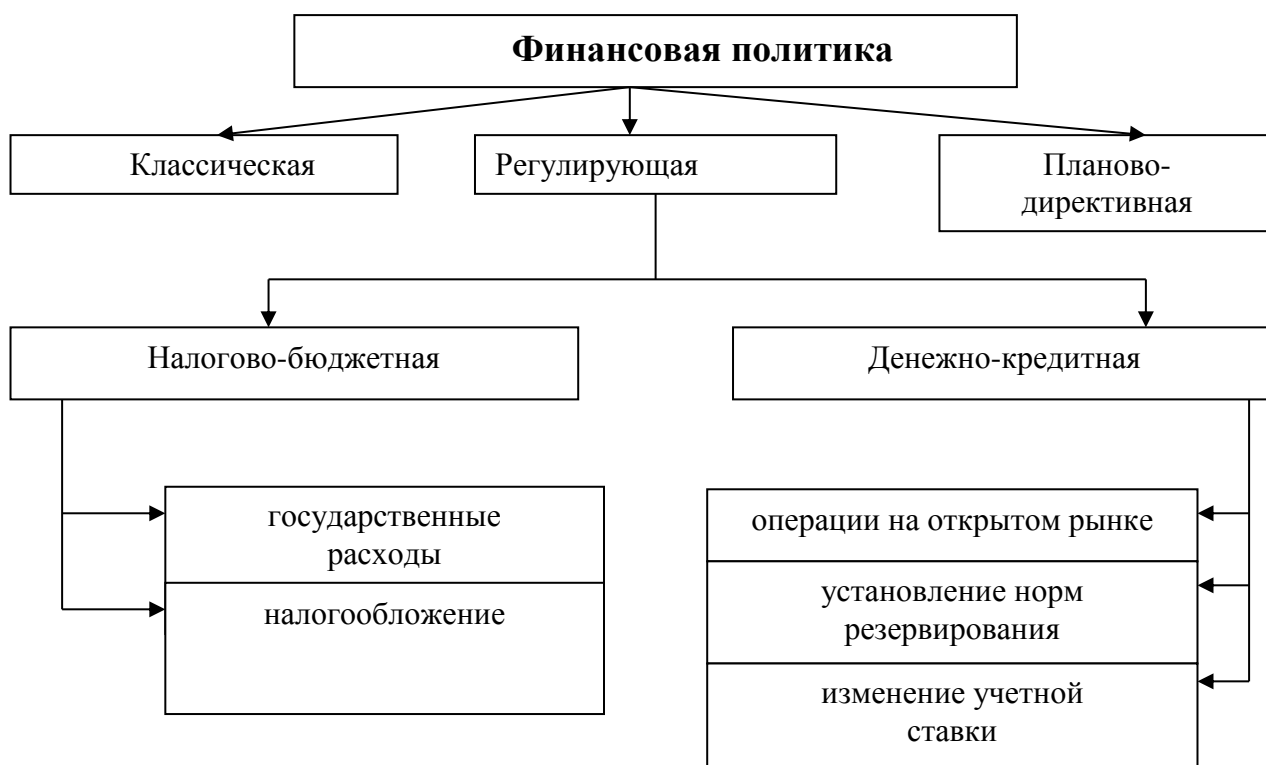 Финансовая политика
Классическая
Регулирующая
Планово-
директивная
Налогово-бюджетная
Денежно-кредитная
государственные
расходы
налогообложение
операции на открытом рынке
установление норм
резервирования
изменение учетной
ставки